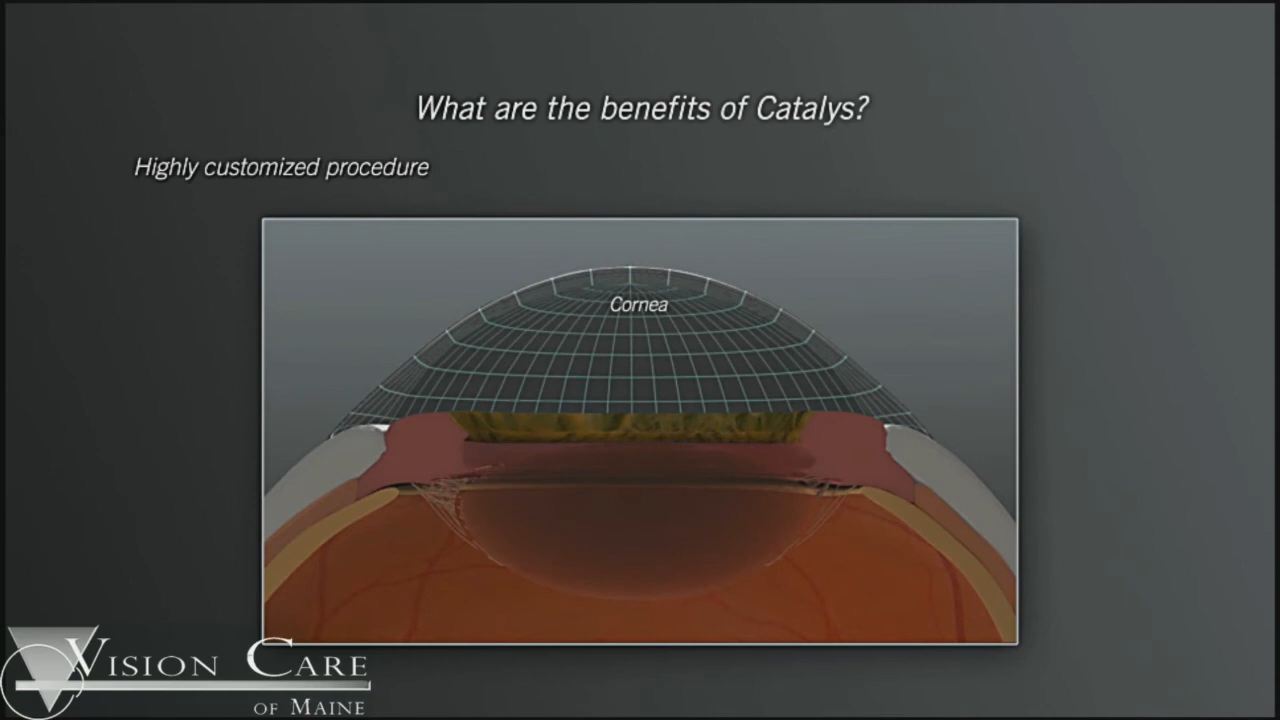 What are the benefits of Catalys?
Highly customized procedure
Cornea
VISION CARE
OF MAINE